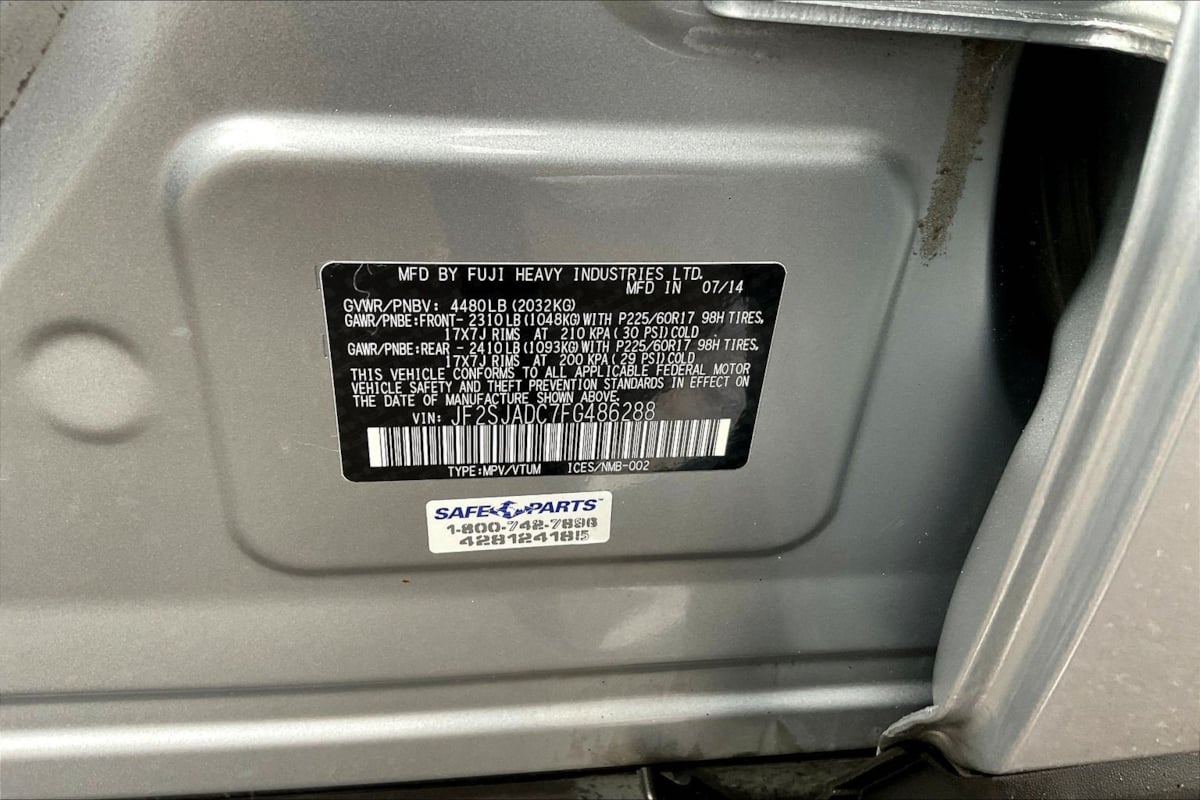 MFD BY FUJI HEAVY INDUSTRIES LTD.
MFD IN 07/14
GVWR/PNBV: 4480LB (2032KG)
GAWR/PNBE:FRONT- 2310LB (1048KG) WITH P225/60R17 98H TIRES,
17X7J RIMS AT 210 KPA (30 PSI) COLD
GAWR/PNBE:REAR - 2410LB (1093KG) WITH P225/60R17 98H TIRES,
17X7J RIMS AT 200 KPA (29 PSI) COLD
THIS VEHICLE CONFORMS TO ALL APPLICABLE FEDERAL MOTOR
VEHICLE SAFETY AND THEFT PREVENTION STANDARDS IN EFFECT ON
THE DATE OF MANUFACTURE SHOWN ABOVE.
VIN: JF2SJADC7FG486288
TYPE:MPV/VTUM ICES/NMB-002
SAFE PARTS™
1-800-742-7896
4281241815